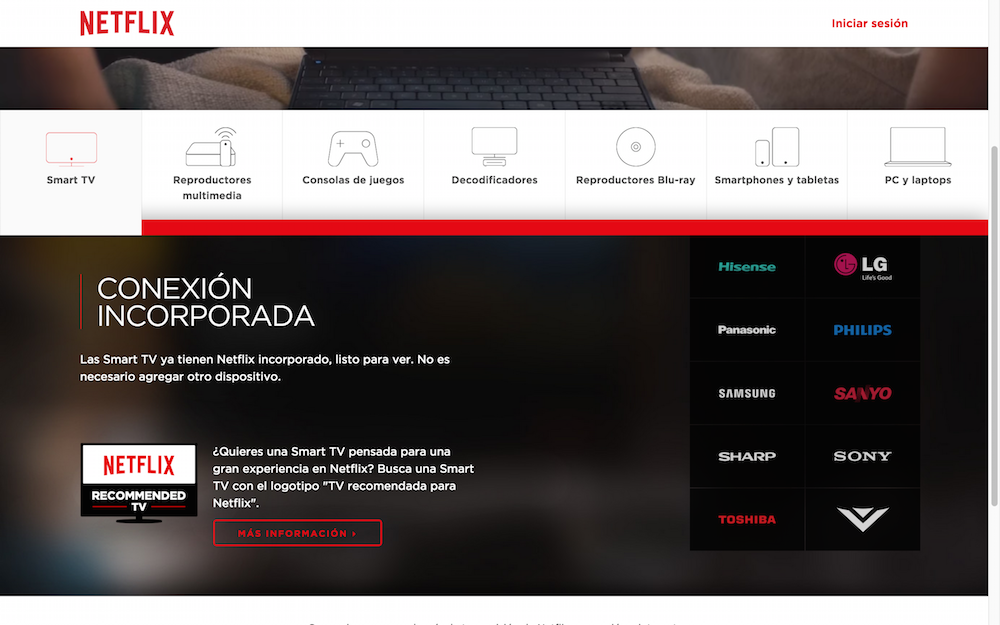 NETFLIX
Iniciar sesión
Smart TV
Reproductores
multimedia
Consolas de juegos
Decodificadores
Reproductores Blu-ray
Smartphones y tabletas
PC y laptops
CONEXIÓN
INCORPORADA
Las Smart TV ya tienen Netflix incorporado, listo para ver. No es
necesario agregar otro dispositivo.
NETFLIX
RECOMMENDED
TV
¿Quieres una Smart TV pensada para una
gran experiencia en Netflix? Busca una Smart
TV con el logotipo "TV recomendada para
Netflix".
MÁS INFORMACIÓN ›
Hisense
LG
Life's Good
Panasonic
PHILIPS
SAMSUNG
SANYO
SHARP
SONY
TOSHIBA